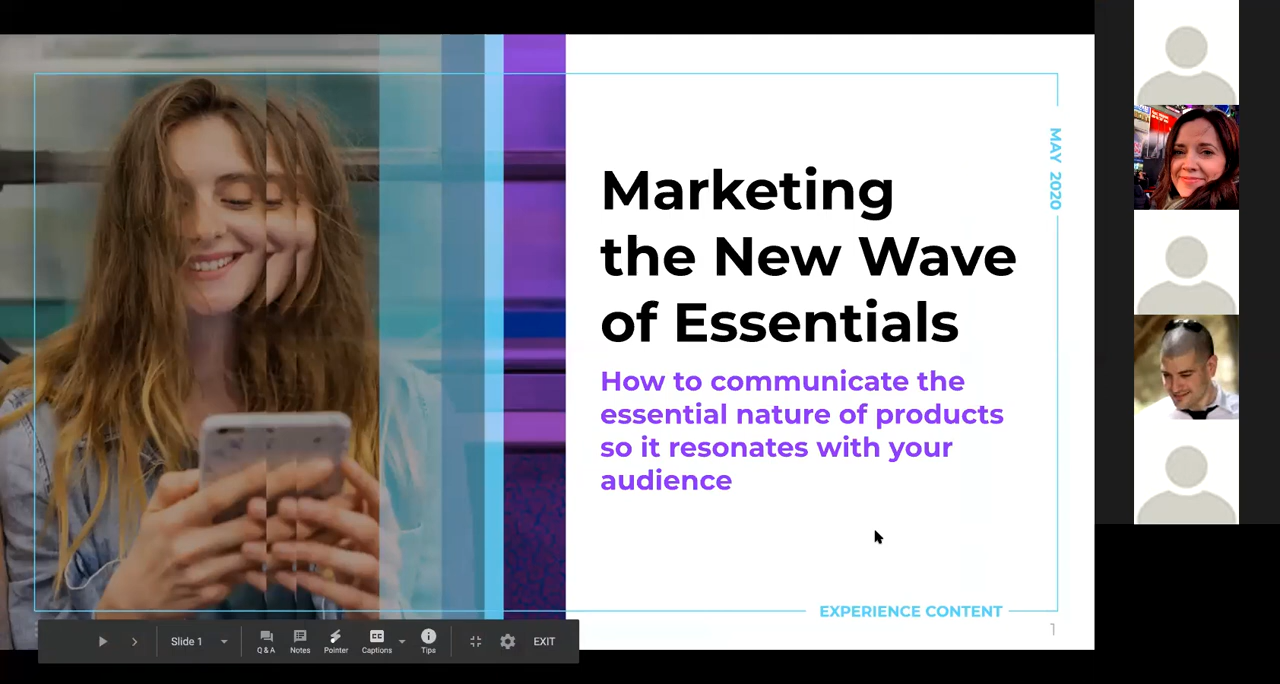 MAY 2020
Marketing
the New Wave
of Essentials
How to communicate the
essential nature of products
so it resonates with your
audience
EXPERIENCE CONTENT
1
Slide 1
Q & A
Notes
Pointer
CC
Captions
Tips
EXIT